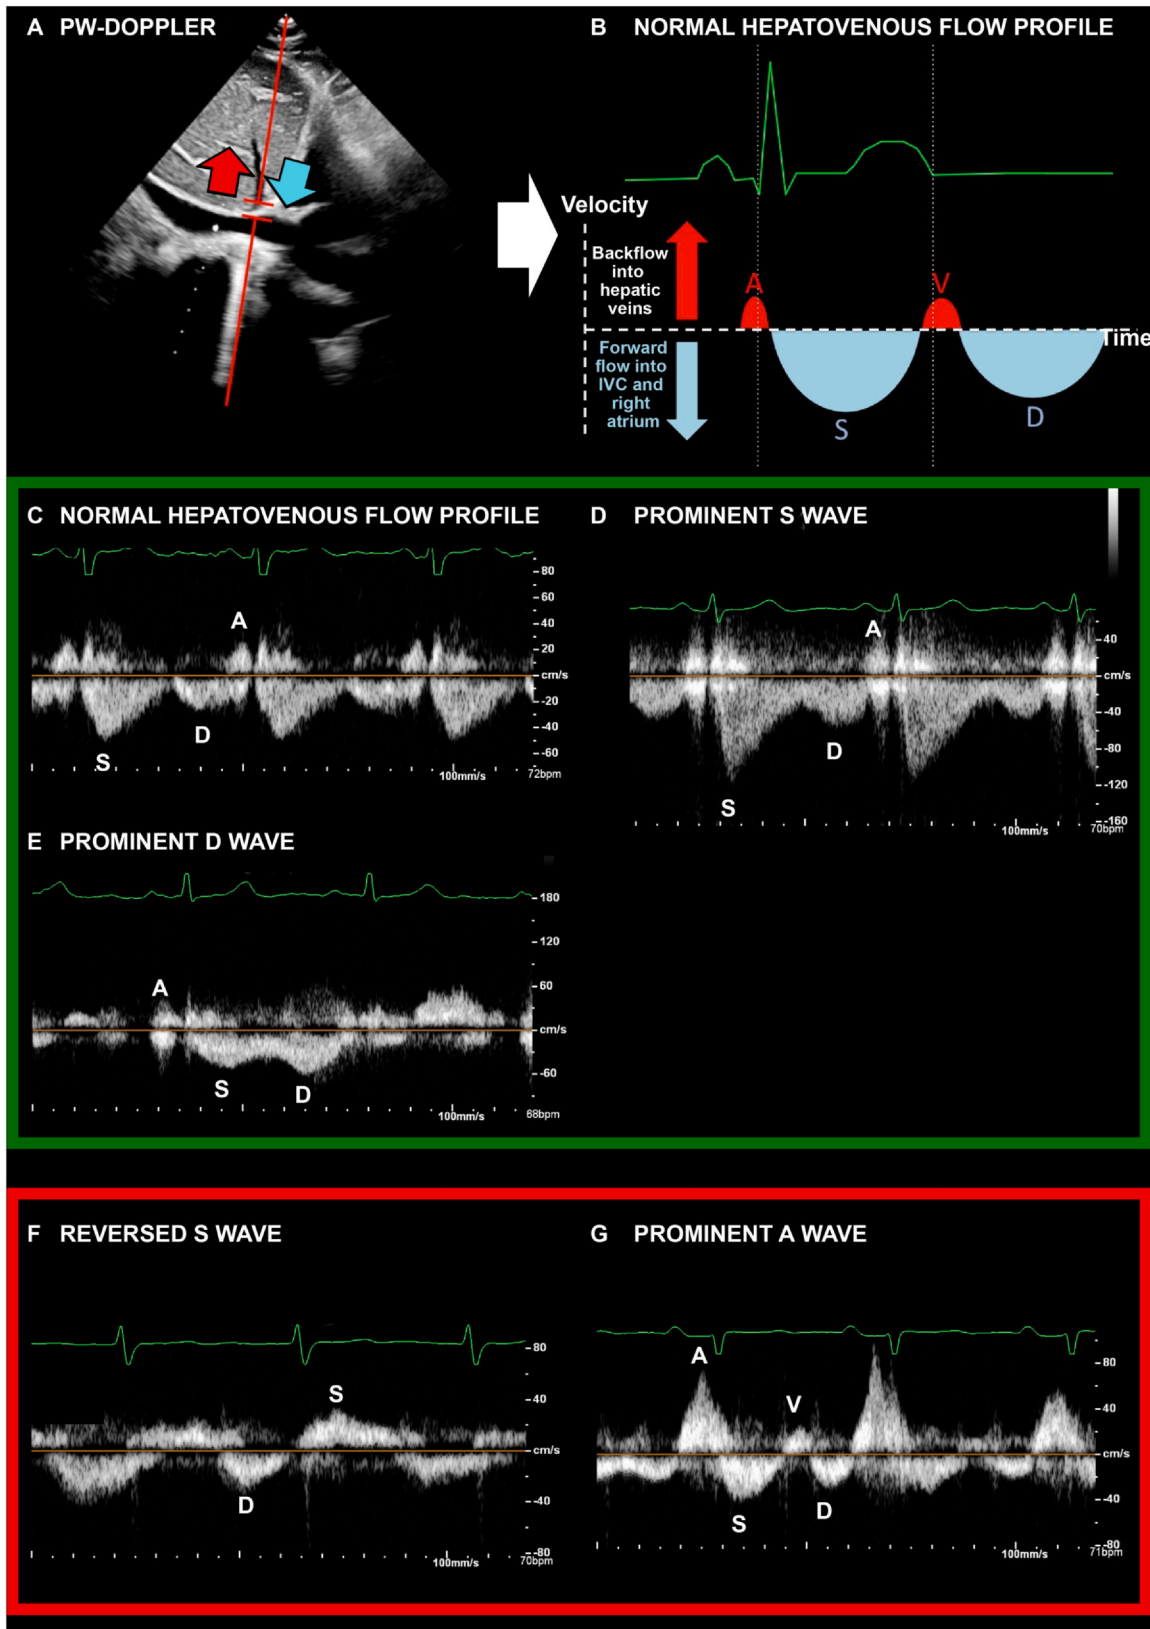 A PW-DOPPLER
B NORMAL HEPATOVENOUS FLOW PROFILE
Velocity
Backflow
into
hepatic
veins
A
V
Time
Forward
flow into
IVC and
right
atrium
S
D
C NORMAL HEPATOVENOUS FLOW PROFILE
80
60
40
A
20
cm/s
-20
D
-40
S
-60
100mm/s
72bpm
D PROMINENT S WAVE
A
40
cm/s
-40
D
-80
S
-120
-160
100mm/s
70bpm
E PROMINENT D WAVE
180
120
A
60
cm/s
S
D
-60
100mm/s
68bpm
F REVERSED S WAVE
80
S
40
cm/s
D
-40
-80
100mm/s
70bpm
G PROMINENT A WAVE
A
80
V
40
cm/s
S
D
-40
-80
100mm/s
71bpm